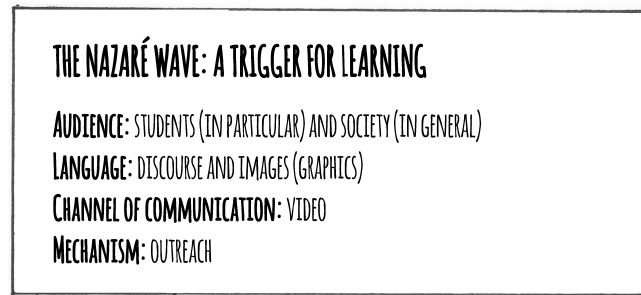 THE NAZARÉ WAVE: A TRIGGER FOR LEARNING
AUDIENCE: STUDENTS (IN PARTICULAR) AND SOCIETY (IN GENERAL)
LANGUAGE: DISCOURSE AND IMAGES (GRAPHICS)
CHANNEL OF COMMUNICATION: VIDEO
MECHANISM: OUTREACH